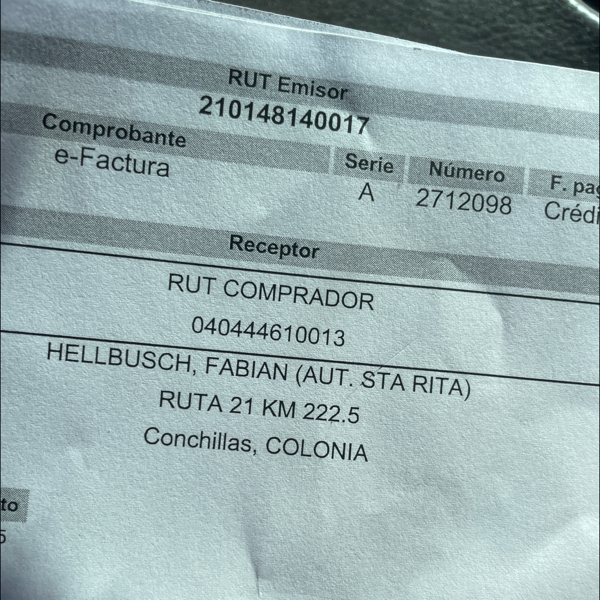 RUT Emisor
210148140017
Comprobante Serie Número F.
e-Factura A 2712098
Receptor
RUT COMPRADOR
040444610013
HELLBUSCH, FABIAN (AUT. STA RITA)
RUTA 21 KM 222.5
Conchillas, COLONIA